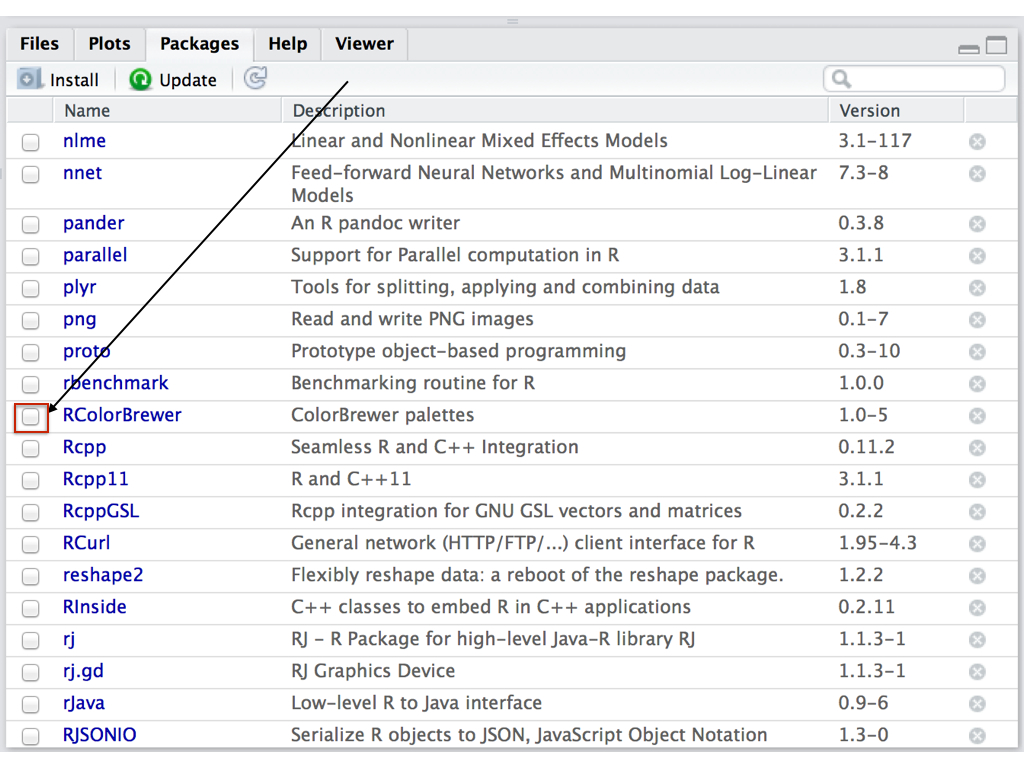 Files Plots Packages Help Viewer
Install Update
Name Description Version
nlme Linear and Nonlinear Mixed Effects Models 3.1-117
nnet Feed-forward Neural Networks and Multinomial Log-Linear 7.3-8
Models
pander An R pandoc writer 0.3.8
parallel Support for Parallel computation in R 3.1.1
plyr Tools for splitting, applying and combining data 1.8
png Read and write PNG images 0.1-7
proto Prototype object-based programming 0.3-10
rbenchmark Benchmarking routine for R 1.0.0
RColorBrewer ColorBrewer palettes 1.0-5
Rcpp Seamless R and C++ Integration 0.11.2
Rcpp11 R and C++11 3.1.1
RcppGSL Rcpp integration for GNU GSL vectors and matrices 0.2.2
RCurl General network (HTTP/FTP/...) client interface for R 1.95-4.3
reshape2 Flexibly reshape data: a reboot of the reshape package. 1.2.2
RInside C++ classes to embed R in C++ applications 0.2.11
rj RJ - R Package for high-level Java-R library RJ 1.1.3-1
rj.gd RJ Graphics Device 1.1.3-1
rJava Low-level R to Java interface 0.9-6
RJSONIO Serialize R objects to JSON, JavaScript Object Notation 1.3-0